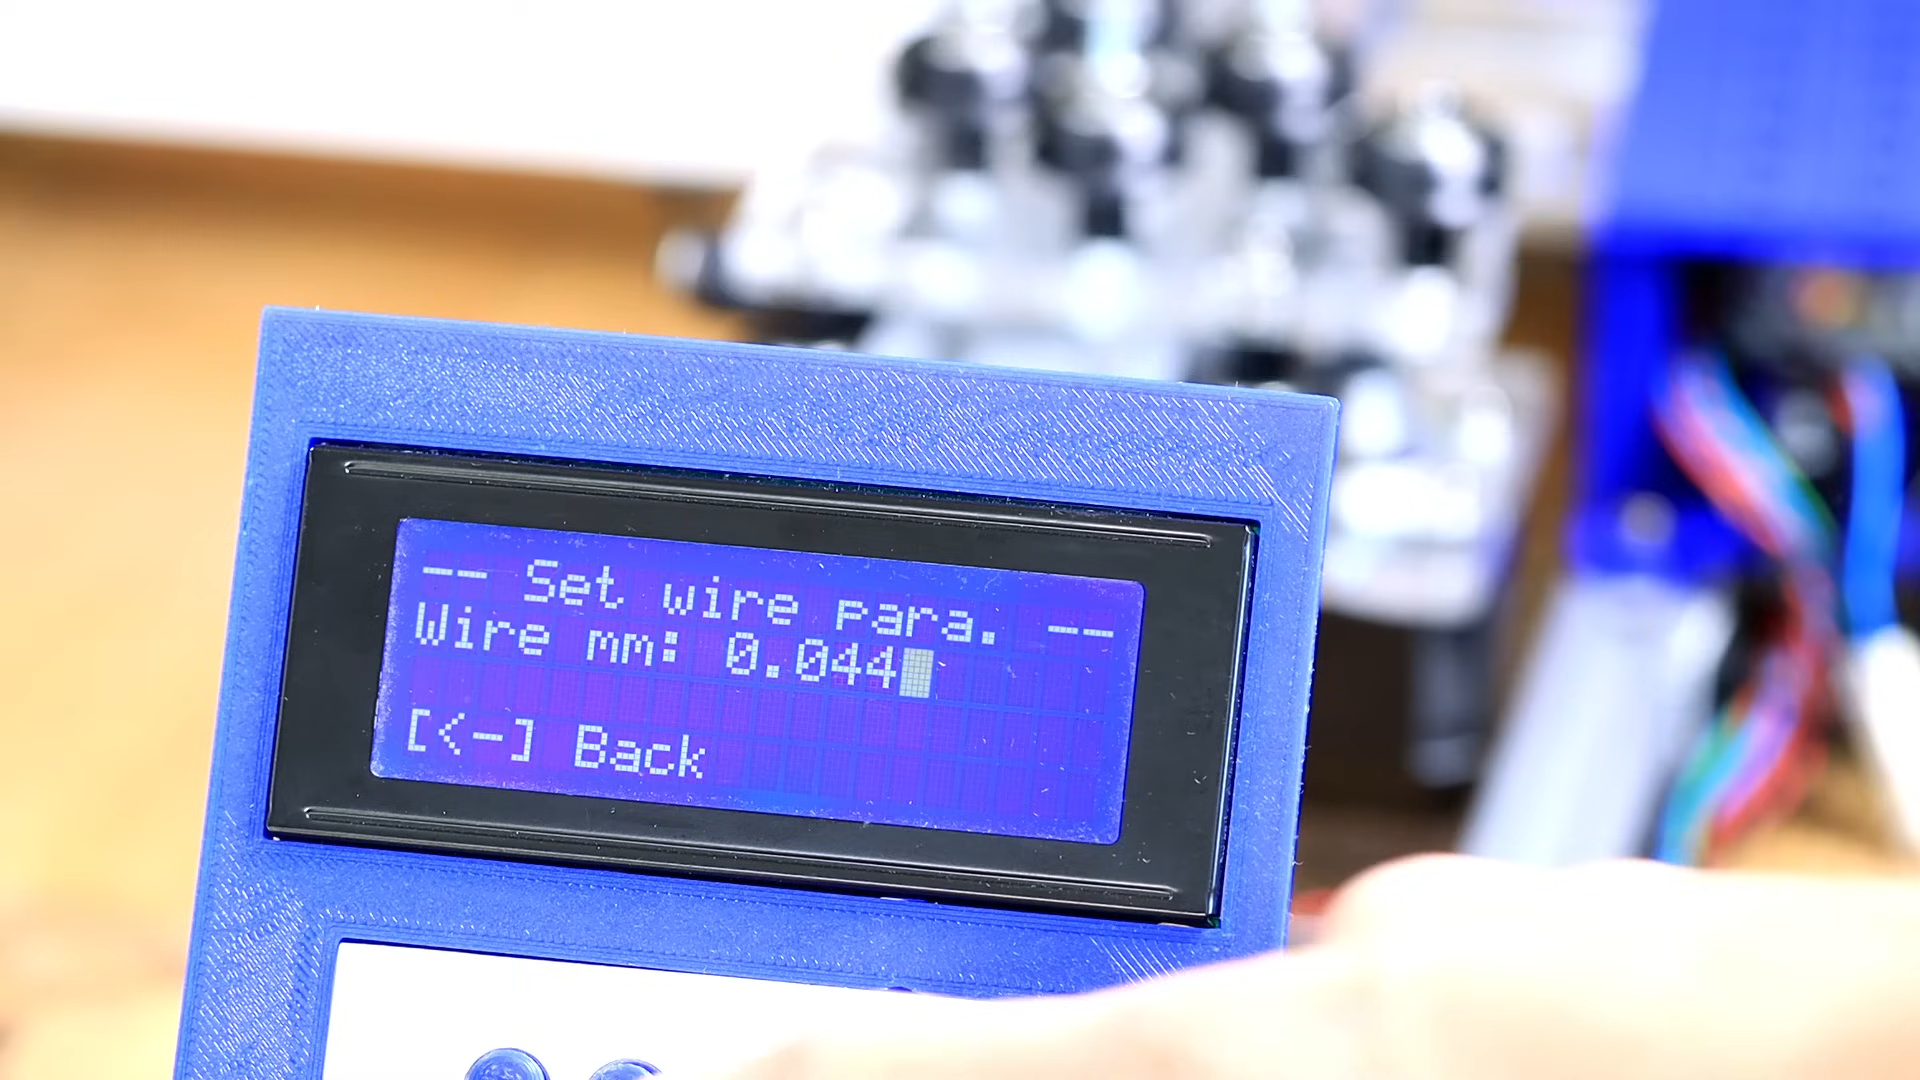 -- Set wire para. --
Wire mm: 0.044
[<-] Back